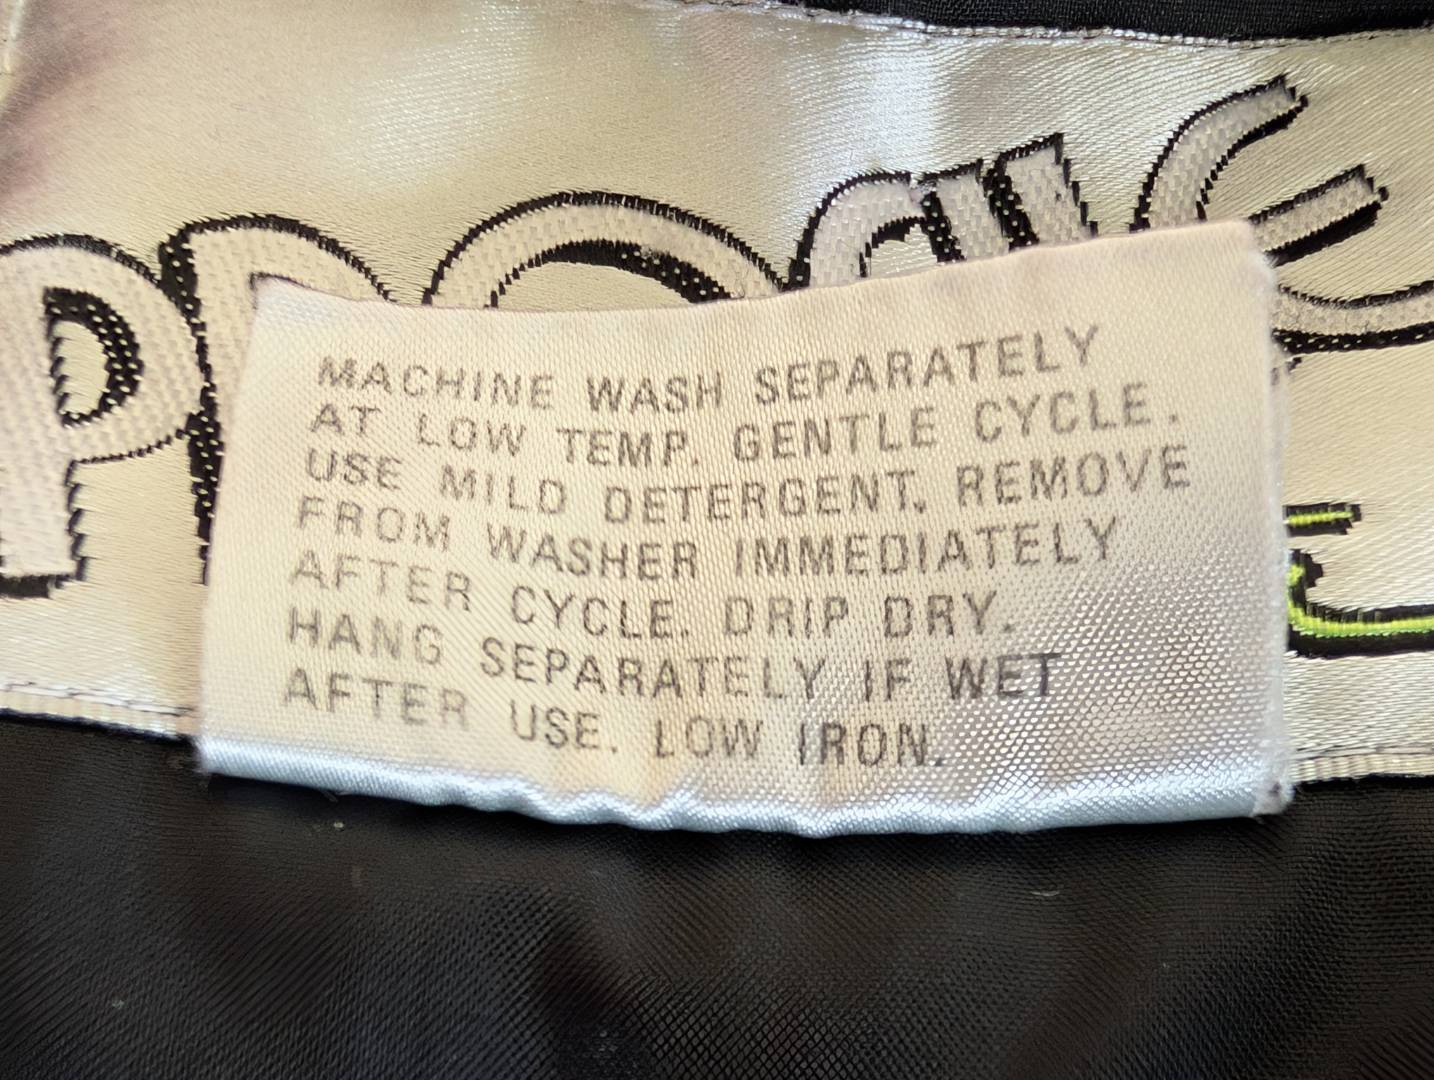 MACHINE WASH SEPARATELY
AT LOW TEMP. GENTLE CYCLE.
USE MILD DETERGENT. REMOVE
FROM WASHER IMMEDIATELY
AFTER CYCLE. DRIP DRY.
HANG SEPARATELY IF WET
AFTER USE. LOW IRON.